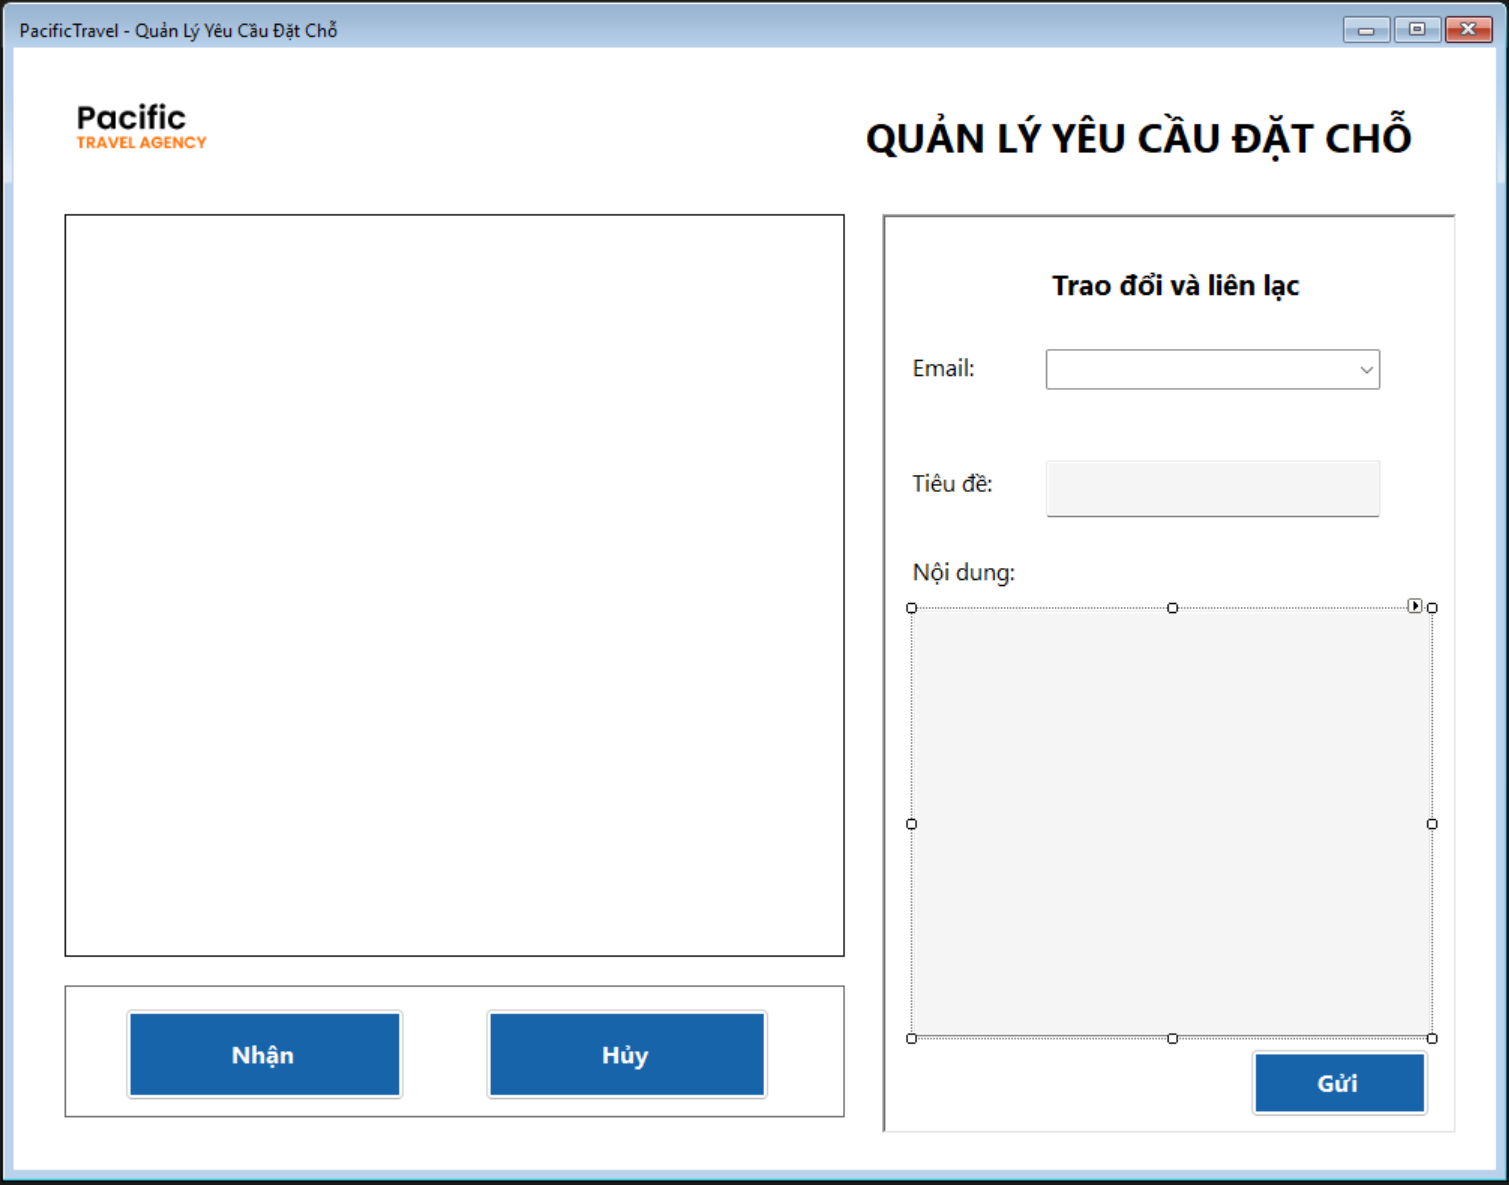 PacificTravel - Quản Lý Yêu Cầu Đặt Chỗ
Pacific
TRAVEL AGENCY
QUẢN LÝ YÊU CẦU ĐẶT CHỖ
Trao đổi và liên lạc
Email:
Tiêu đề:
Nội dung:
Nhận
Hủy
Gửi